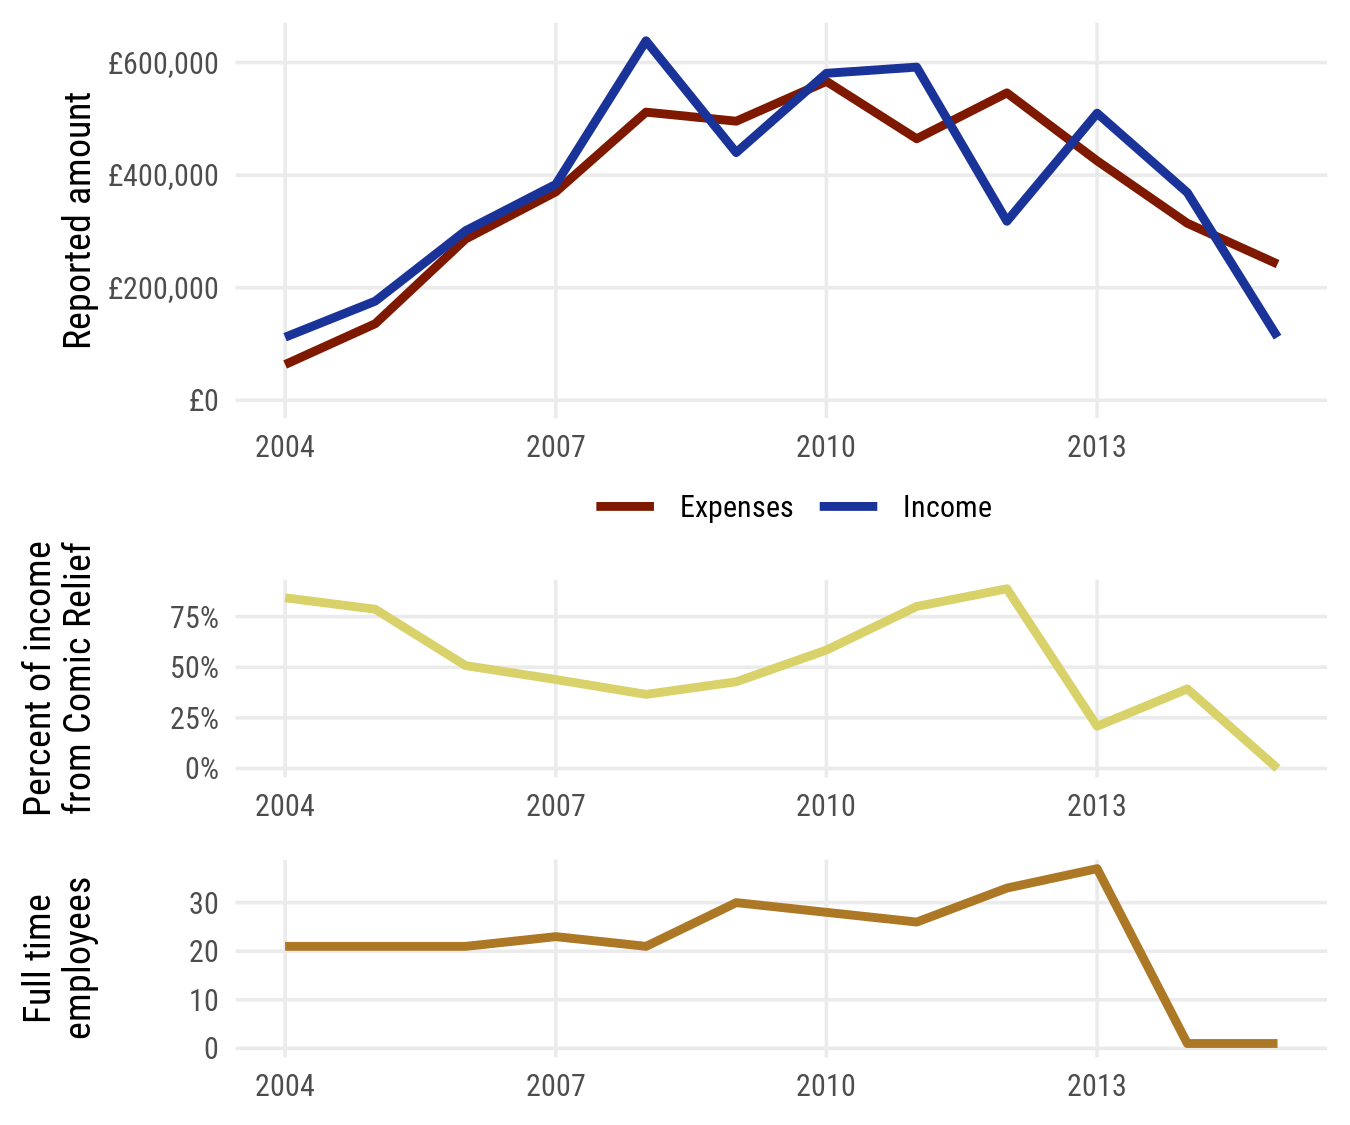 Reported amount
£600,000
£400,000
£200,000
£0
2004 2007 2010 2013
Expenses Income
Percent of income
from Comic Relief
75%
50%
25%
0%
2004 2007 2010 2013
Full time
employees
30
20
10
0
2004 2007 2010 2013